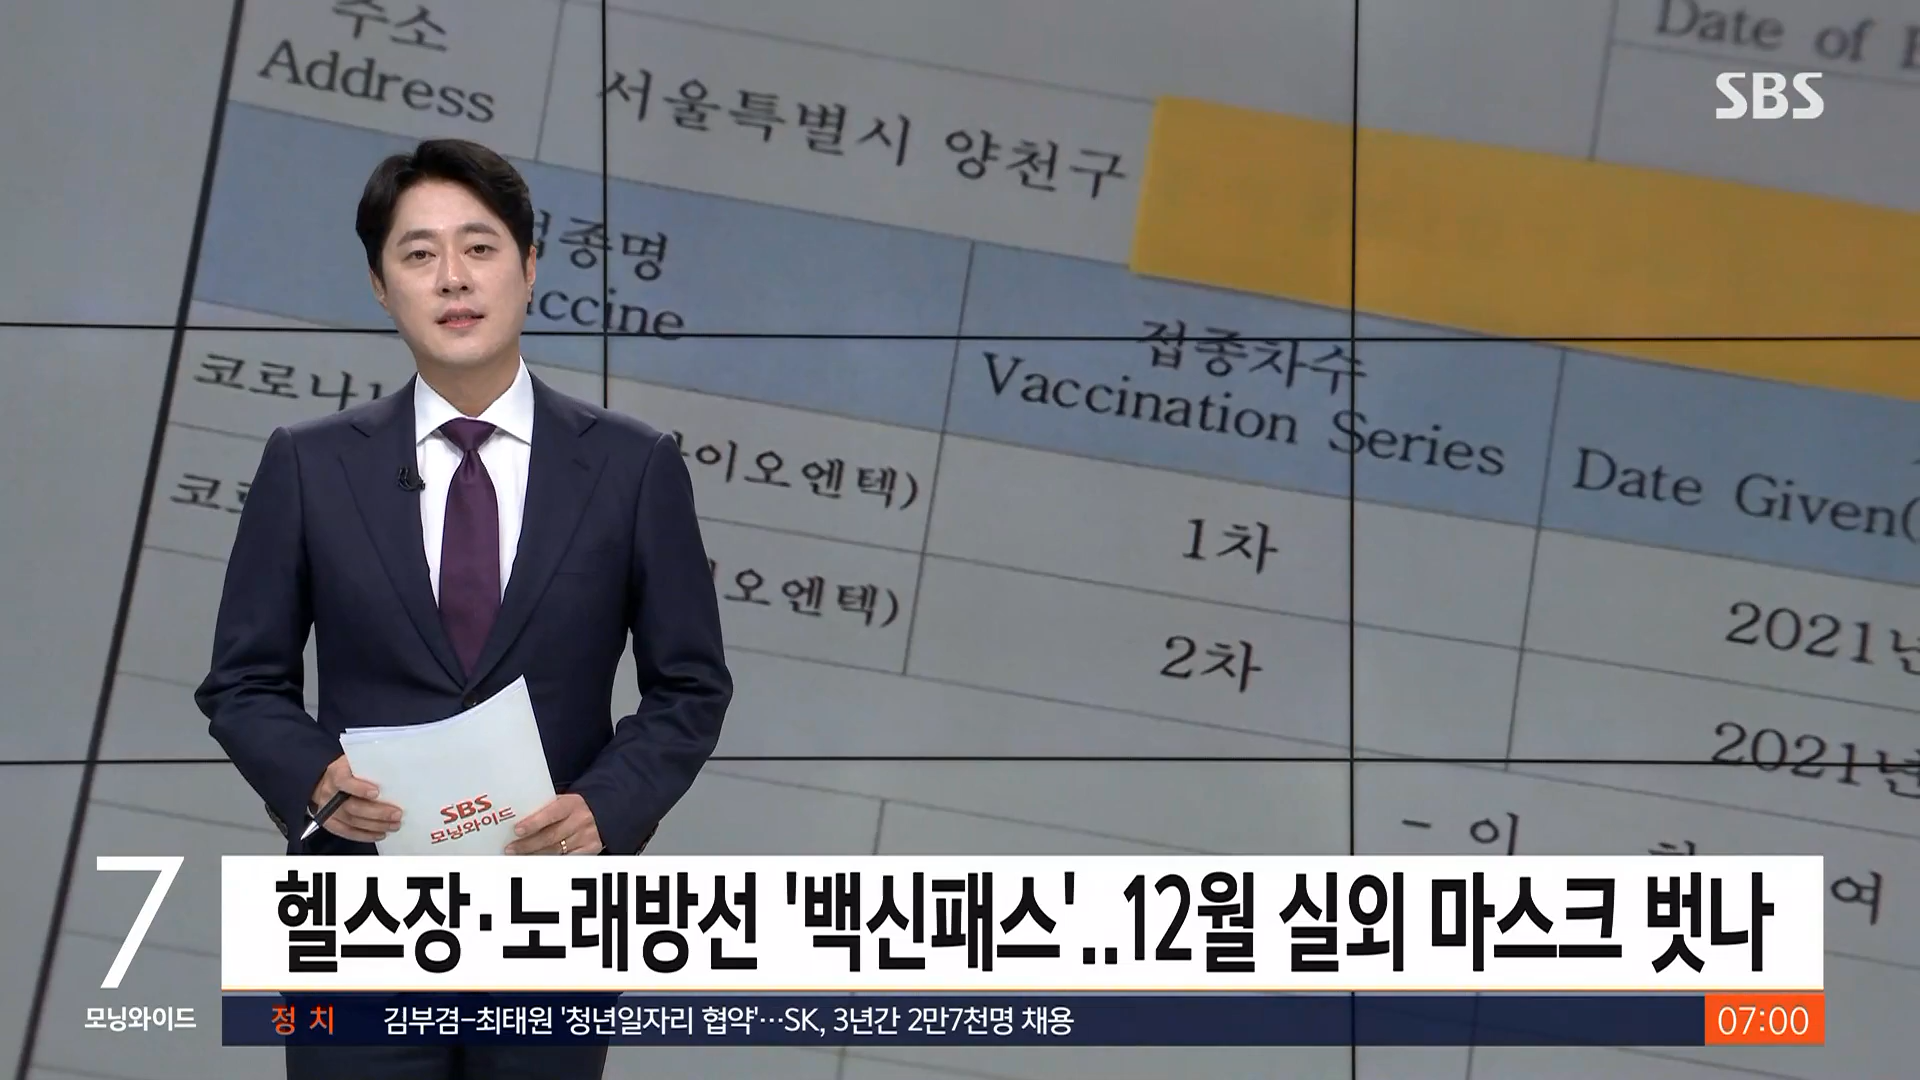 주소
Address
서울특별시 양천구
Date of
SBS
접종차수
Vaccination Series
Date Given(
코로나
이오엔텍)
1차
2021년
오엔텍)
2차
2021년
- 이
여
SBS
모닝와이드
7
모닝와이드
헬스장·노래방선 '백신패스'..12월 실외 마스크 벗나
정치 김부겸-최태원 '청년일자리 협약'…SK, 3년간 2만7천명 채용
07:00